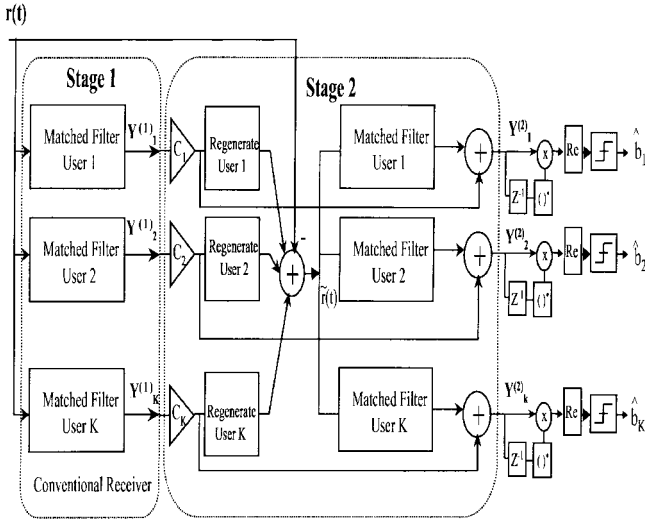 r(t)
Stage 1
Stage 2
Matched Filter
User 1
Y(1)1
C1
Regenerate
User 1
Matched Filter
User 1
+
Y(2)1
x
Re
b̂1
Z-1
()*
Matched Filter
User 2
Y(1)2
C2
Regenerate
User 2
-
+
r̃(t)
Matched Filter
User 2
+
Y(2)2
x
Re
b̂2
Z-1
()*
Matched Filter
User K
Y(1)K
CK
Regenerate
User K
Matched Filter
User K
+
Y(2)k
x
Re
b̂K
Z-1
()*
Conventional Receiver